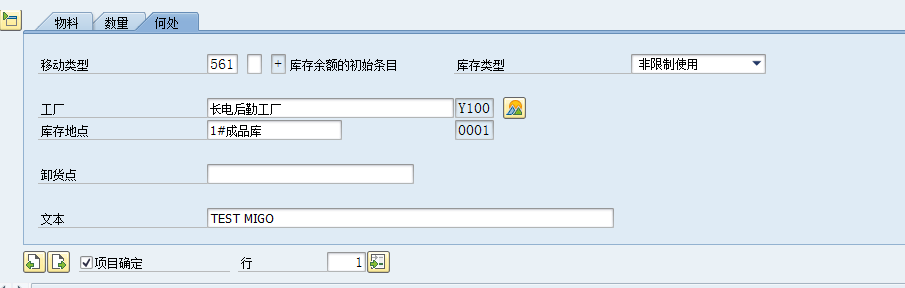 物料 数量 何处
移动类型 561 + 库存余额的初始条目 库存类型 非限制使用
工厂 长电后勤工厂 Y100
库存地点 1#成品库 0001
卸货点
文本 TEST MIGO
项目确定 行 1